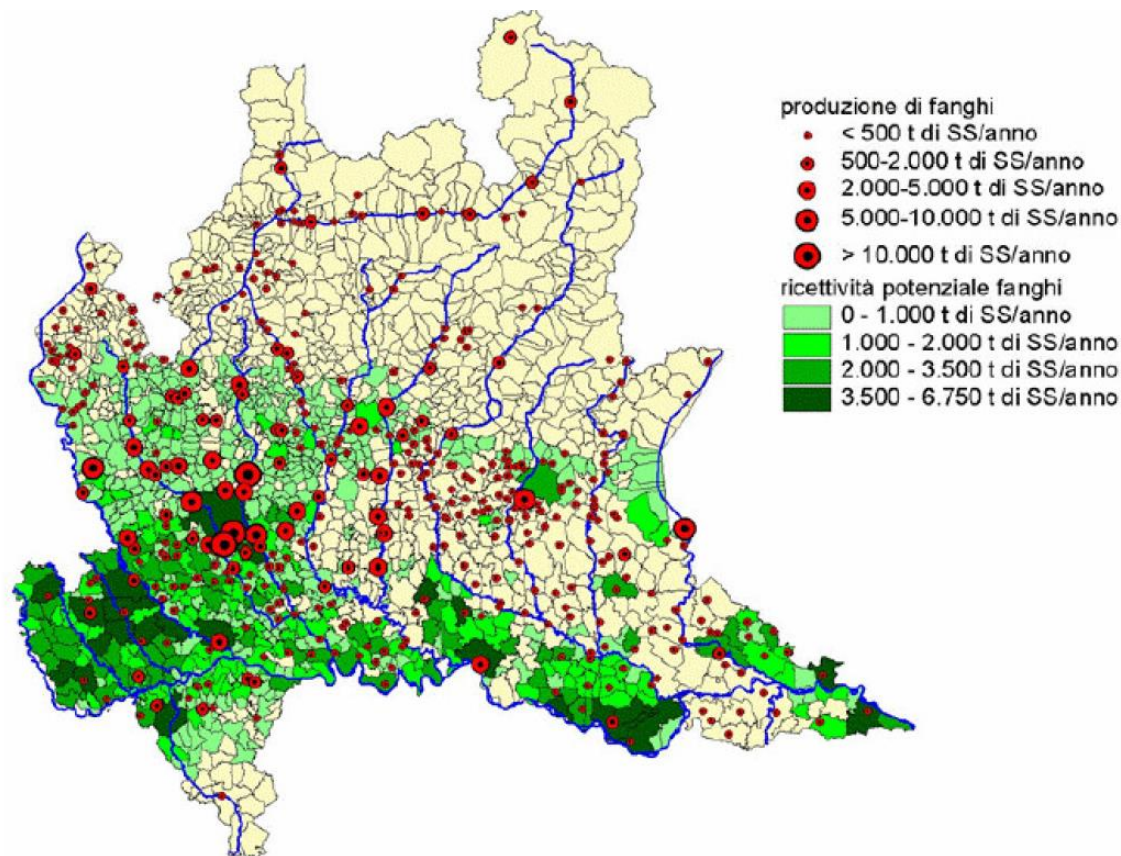 produzione di fanghi
< 500 t di SS/anno
500-2.000 t di SS/anno
2.000-5.000 t di SS/anno
5.000-10.000 t di SS/anno
> 10.000 t di SS/anno
ricettività potenziale fanghi
0 - 1.000 t di SS/anno
1.000 - 2.000 t di SS/anno
2.000 - 3.500 t di SS/anno
3.500 - 6.750 t di SS/anno